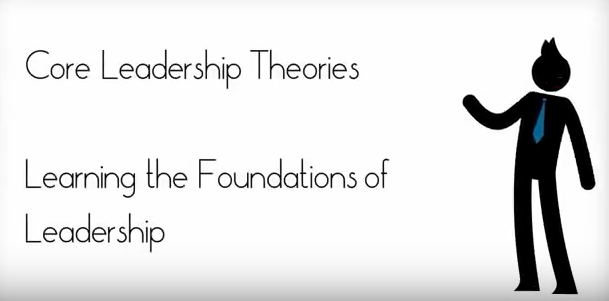 Core Leadership Theories
Learning the Foundations of
Leadership